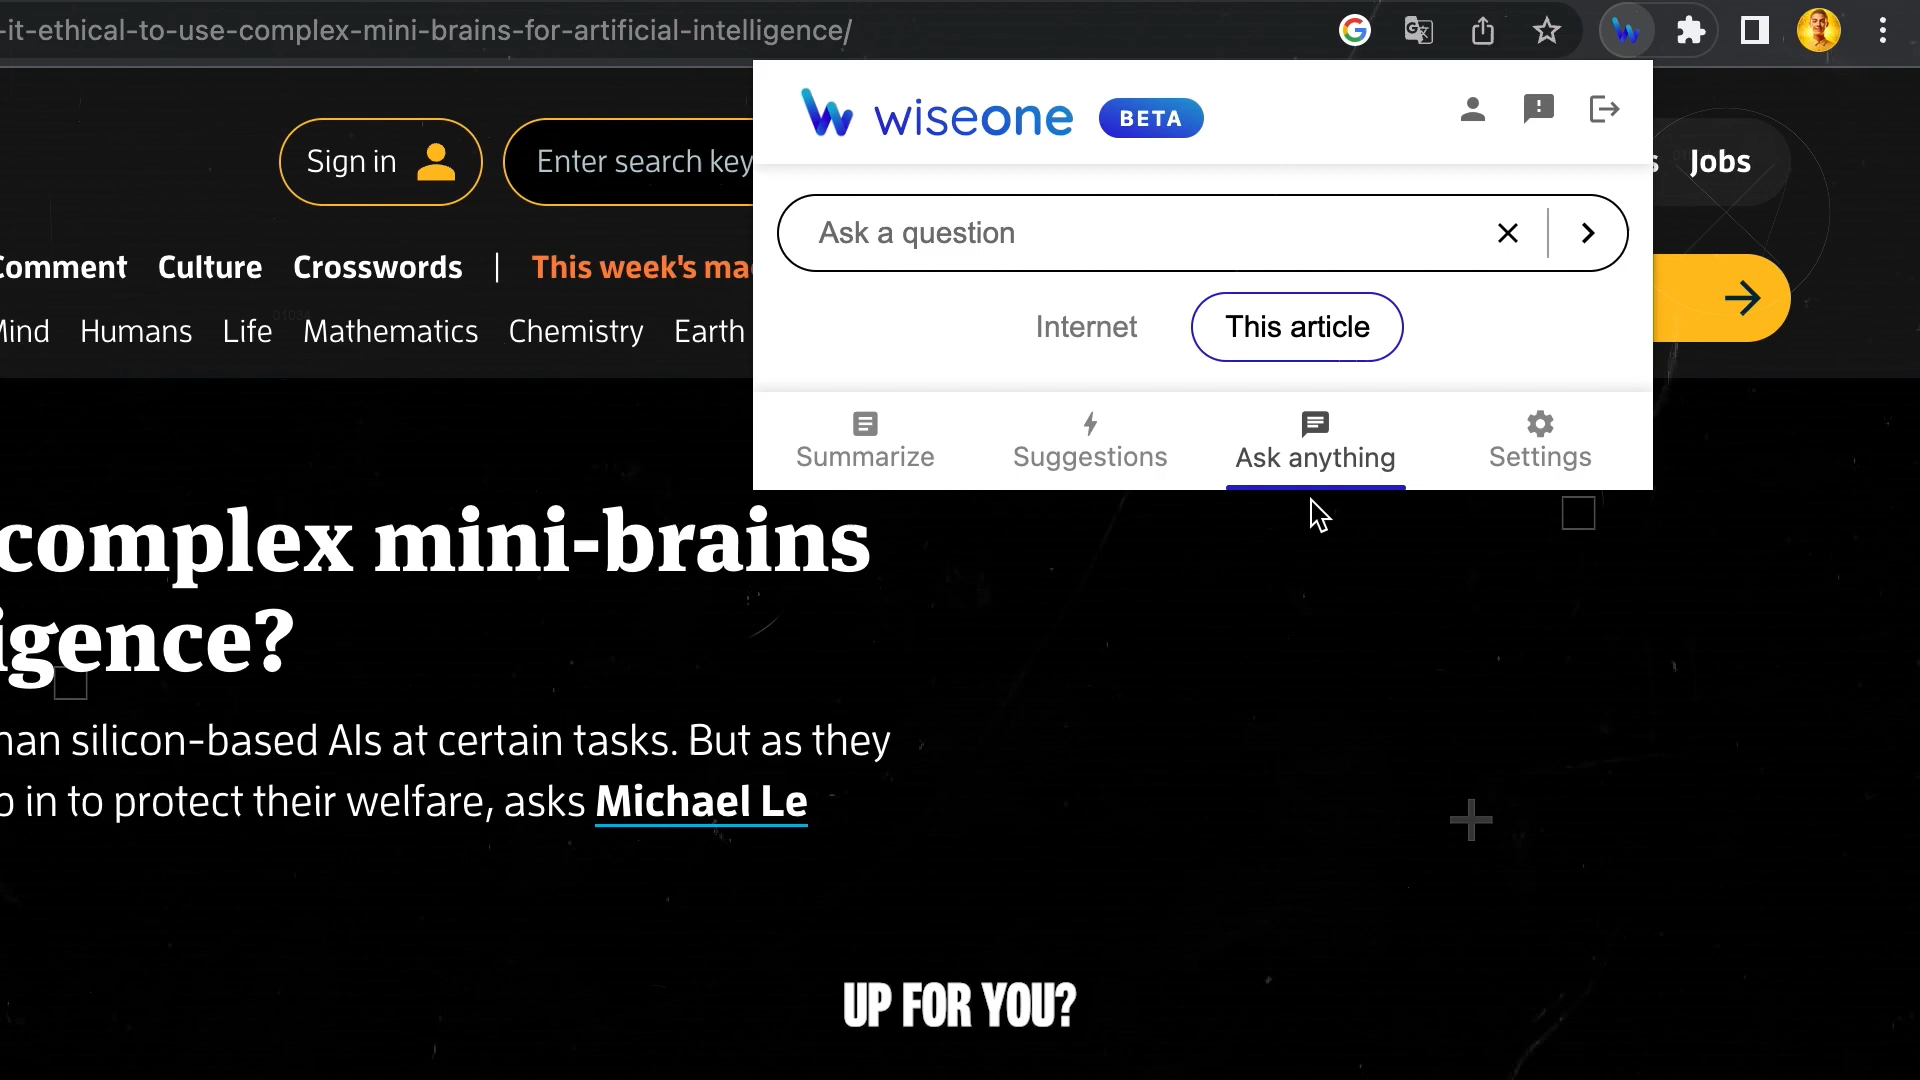 -it-ethical-to-use-complex-mini-brains-for-artificial-intelligence/
wiseone BETA
Sign in
Enter search key
Jobs
Ask a question
Comment Culture Crosswords | This week's ma
Internet This article
Mind Humans Life Mathematics Chemistry Earth
Summarize Suggestions Ask anything Settings
complex mini-brains
igence?
han silicon-based AIs at certain tasks. But as they
p in to protect their welfare, asks Michael Le
UP FOR YOU?